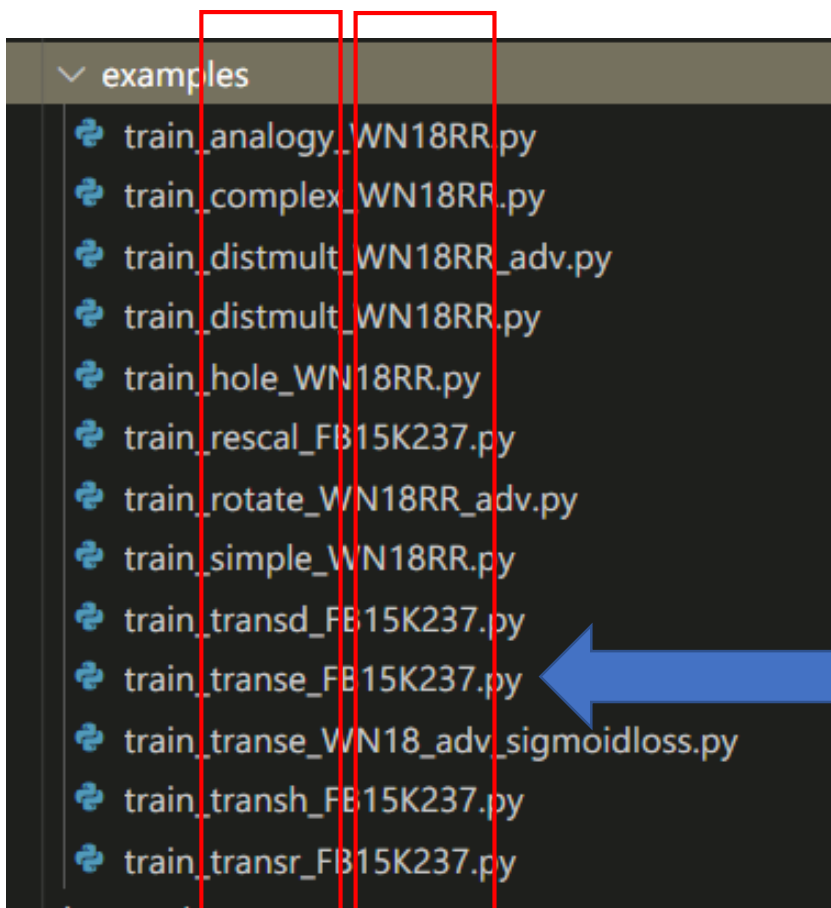 examples
train_analogy_WN18RR.py
train_complex_WN18RR.py
train_distmult_WN18RR_adv.py
train_distmult_WN18RR.py
train_hole_WN18RR.py
train_rescal_FB15K237.py
train_rotate_WN18RR_adv.py
train_simple_WN18RR.py
train_transd_FB15K237.py
train_transe_FB15K237.py
train_transe_WN18_adv_sigmoidloss.py
train_transh_FB15K237.py
train_transr_FB15K237.py